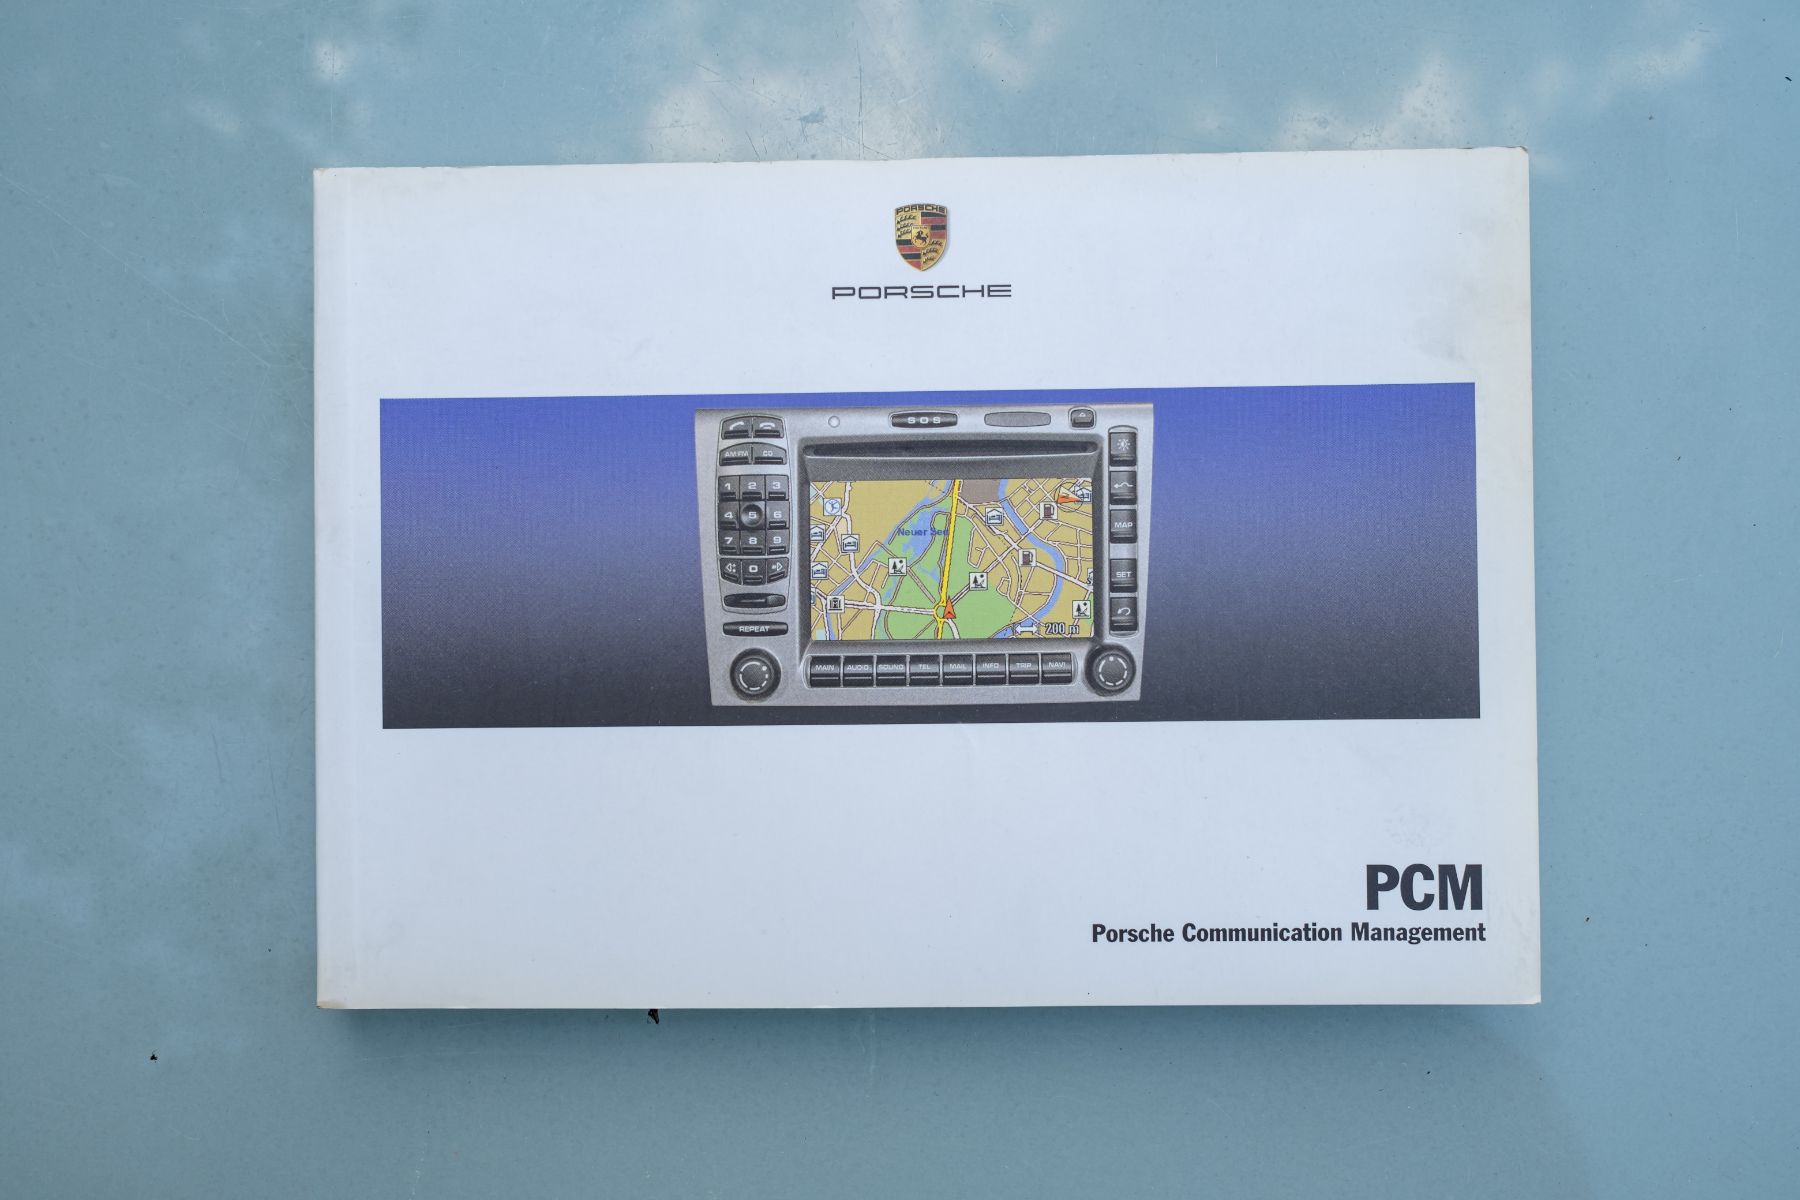 PORSCHE
PORSCHE
SOS
AM FM CD
1 2 3
4 5 6
7 8 9
0
REPEAT
Neuer See
200 m
MAP
SET
MAIN AUDIO SOUND TEL MAIL INFO TRIP NAVI
PCM
Porsche Communication Management